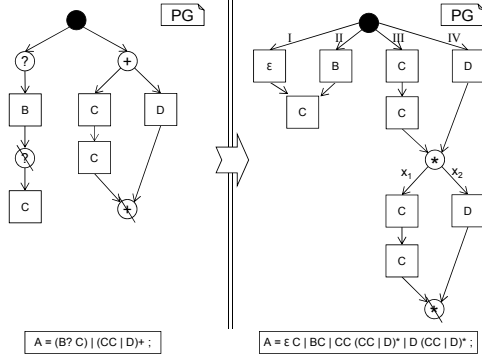 PG
?
+
B
C
D
?
C
C
+
A = (B? C) | (CC | D)+ ;
PG
I
II
III
IV
ε
B
C
D
C
C
*
x1
x2
C
D
C
*
A = ε C | BC | CC (CC | D)* | D (CC | D)* ;